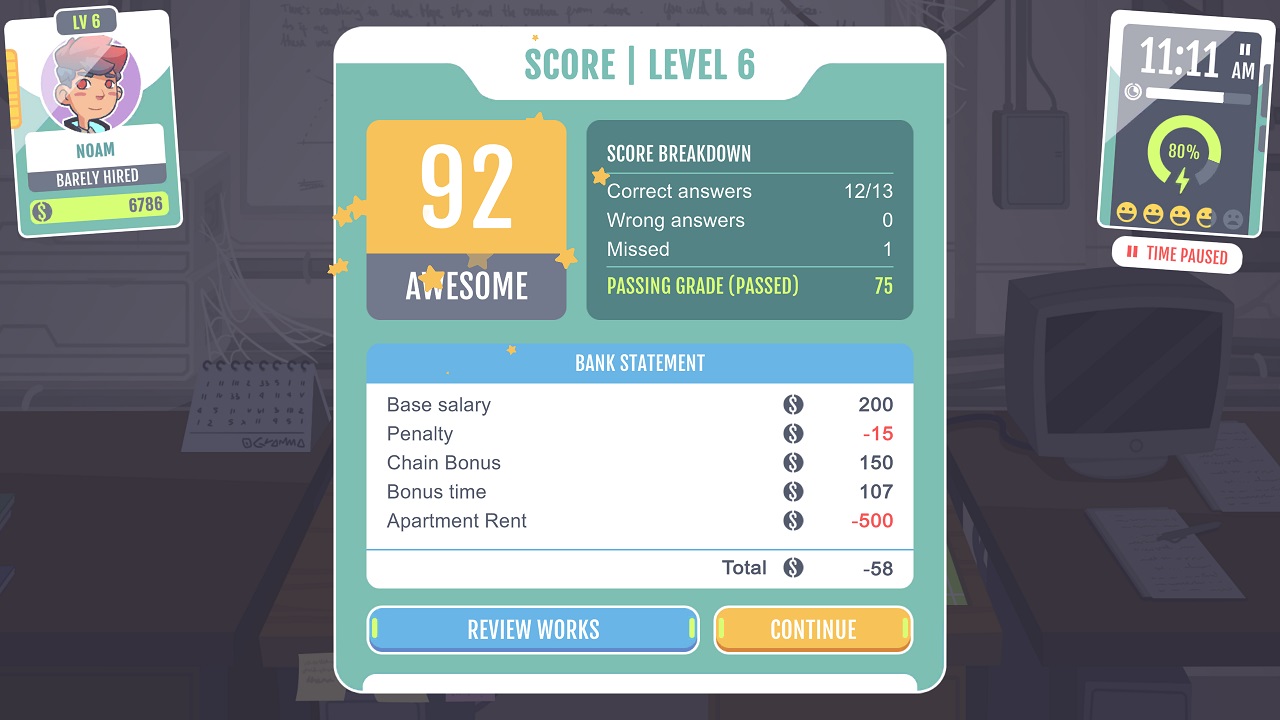 LV 6
NOAM
BARELY HIRED
6786
SCORE | LEVEL 6
92
AWESOME
SCORE BREAKDOWN
Correct answers 12/13
Wrong answers 0
Missed 1
PASSING GRADE (PASSED) 75
BANK STATEMENT
Base salary 200
Penalty -15
Chain Bonus 150
Bonus time 107
Apartment Rent -500
Total -58
REVIEW WORKS
CONTINUE
11:11 AM
80%
TIME PAUSED